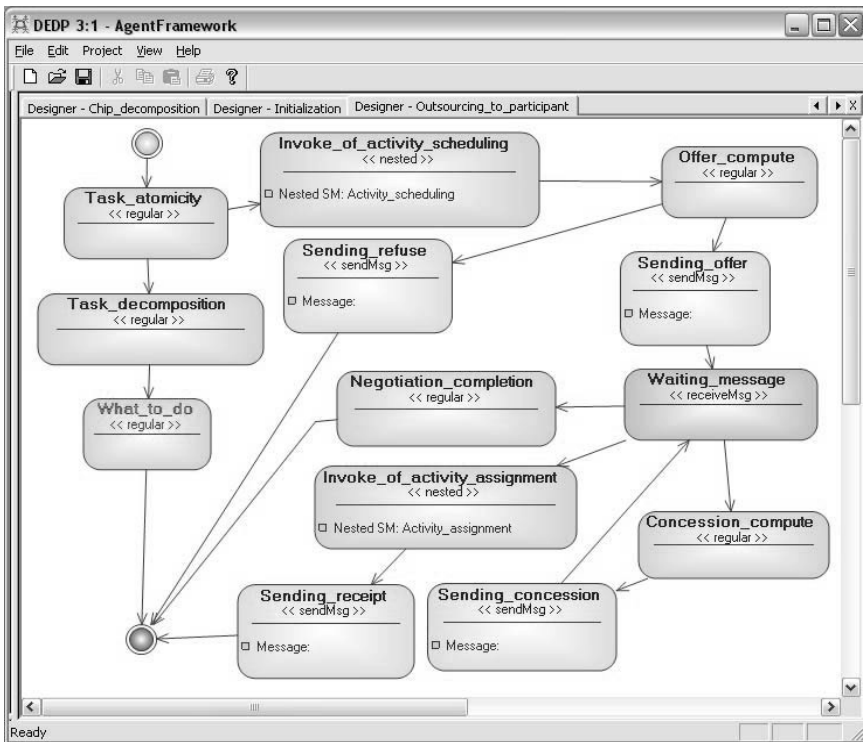 DEDP 3:1 - AgentFramework
File Edit Project View Help
Designer - Chip_decomposition
Designer - Initialization
Designer - Outsourcing_to_participant
Invoke_of_activity_scheduling
<< nested >>
Nested SM: Activity_scheduling
Offer_compute
<< regular >>
Task_atomicity
<< regular >>
Sending_refuse
<< sendMsg >>
Message:
Sending_offer
<< sendMsg >>
Message:
Task_decomposition
<< regular >>
Negotiation_completion
<< regular >>
Waiting_message
<< receiveMsg >>
What_to_do
<< regular >>
Invoke_of_activity_assignment
<< nested >>
Nested SM: Activity_assignment
Concession_compute
<< regular >>
Sending_receipt
<< sendMsg >>
Message:
Sending_concession
<< sendMsg >>
Message:
Ready